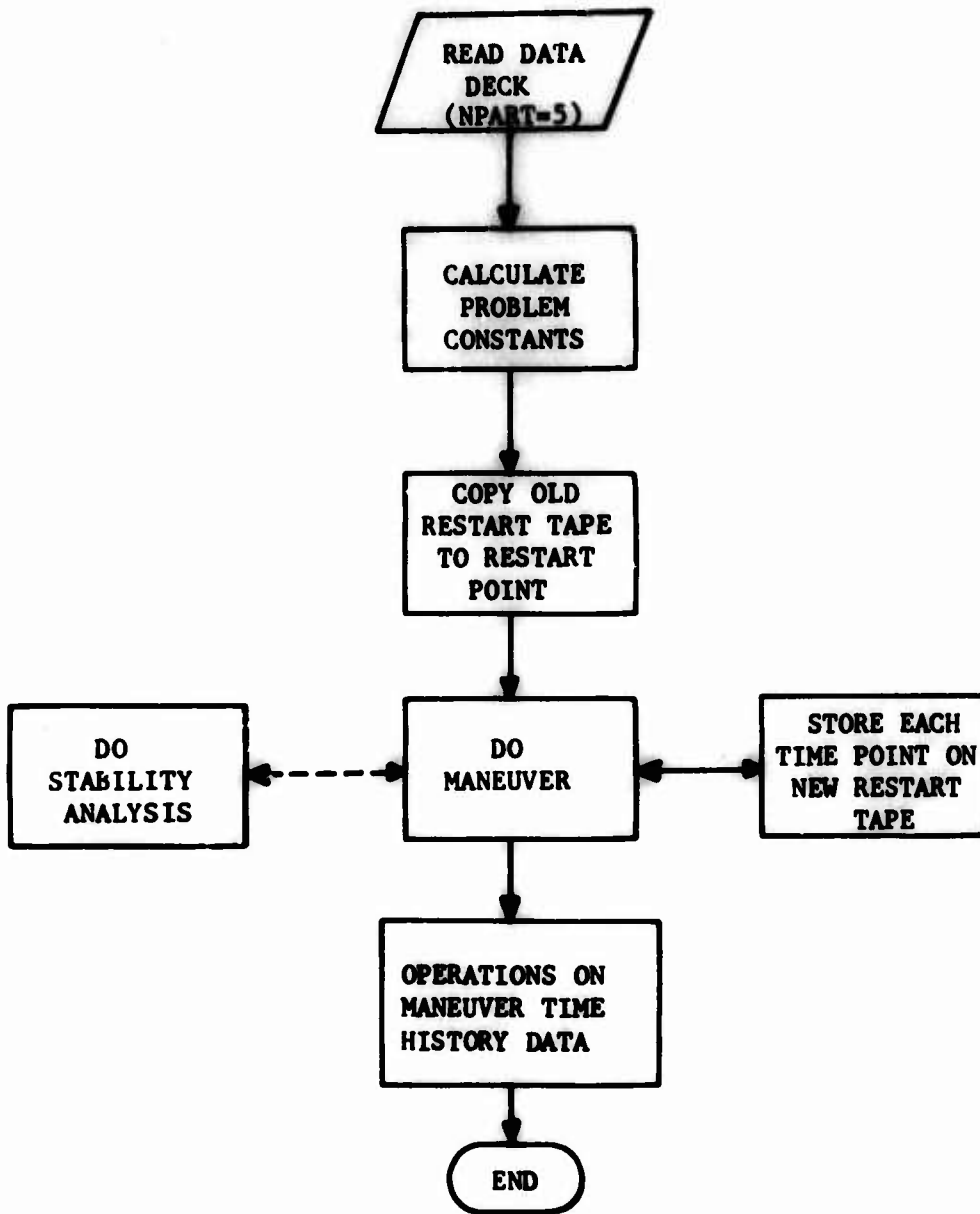 READ DATA
DECK
(NPART=5)
CALCULATE
PROBLEM
CONSTANTS
COPY OLD
RESTART TAPE
TO RESTART
POINT
DO
STABILITY
ANALYSIS
DO
MANEUVER
STORE EACH
TIME POINT ON
NEW RESTART
TAPE
OPERATIONS ON
MANEUVER TIME
HISTORY DATA
END